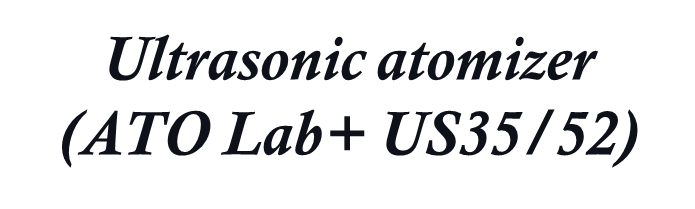 Ultrasonic atomizer
(ATO Lab+ US35/52)